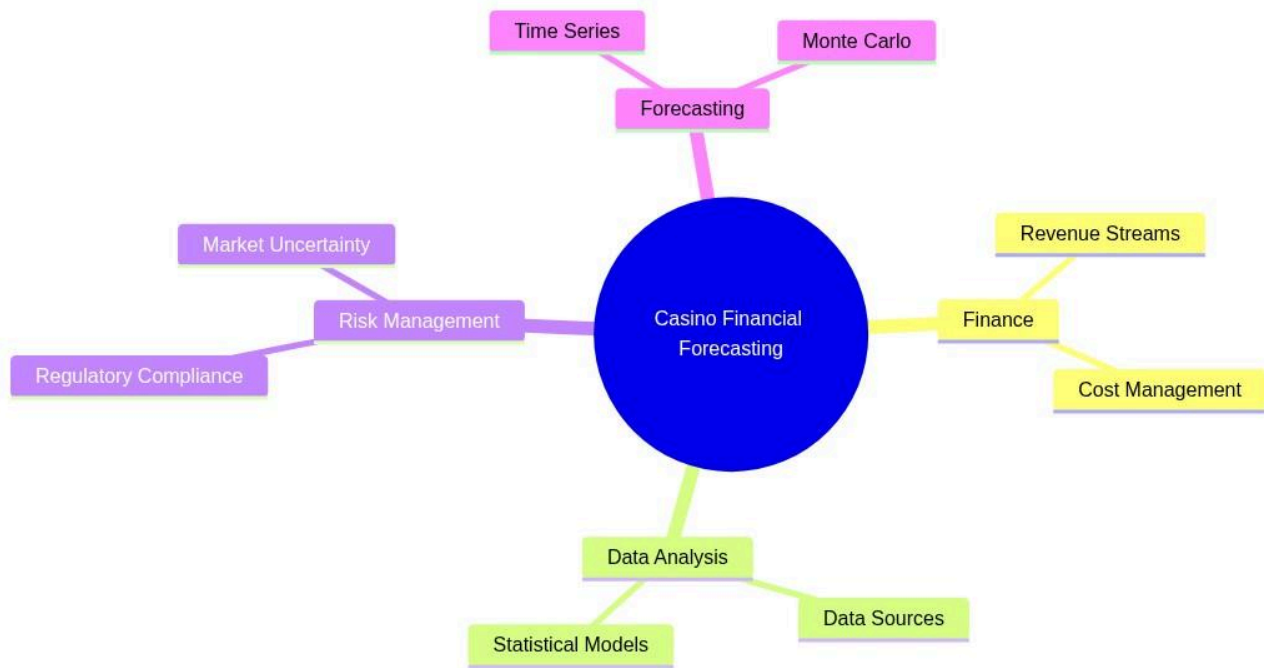 Time Series
Monte Carlo
Forecasting
Revenue Streams
Market Uncertainty
Risk Management
Casino Financial
Forecasting
Finance
Regulatory Compliance
Cost Management
Data Analysis
Data Sources
Statistical Models